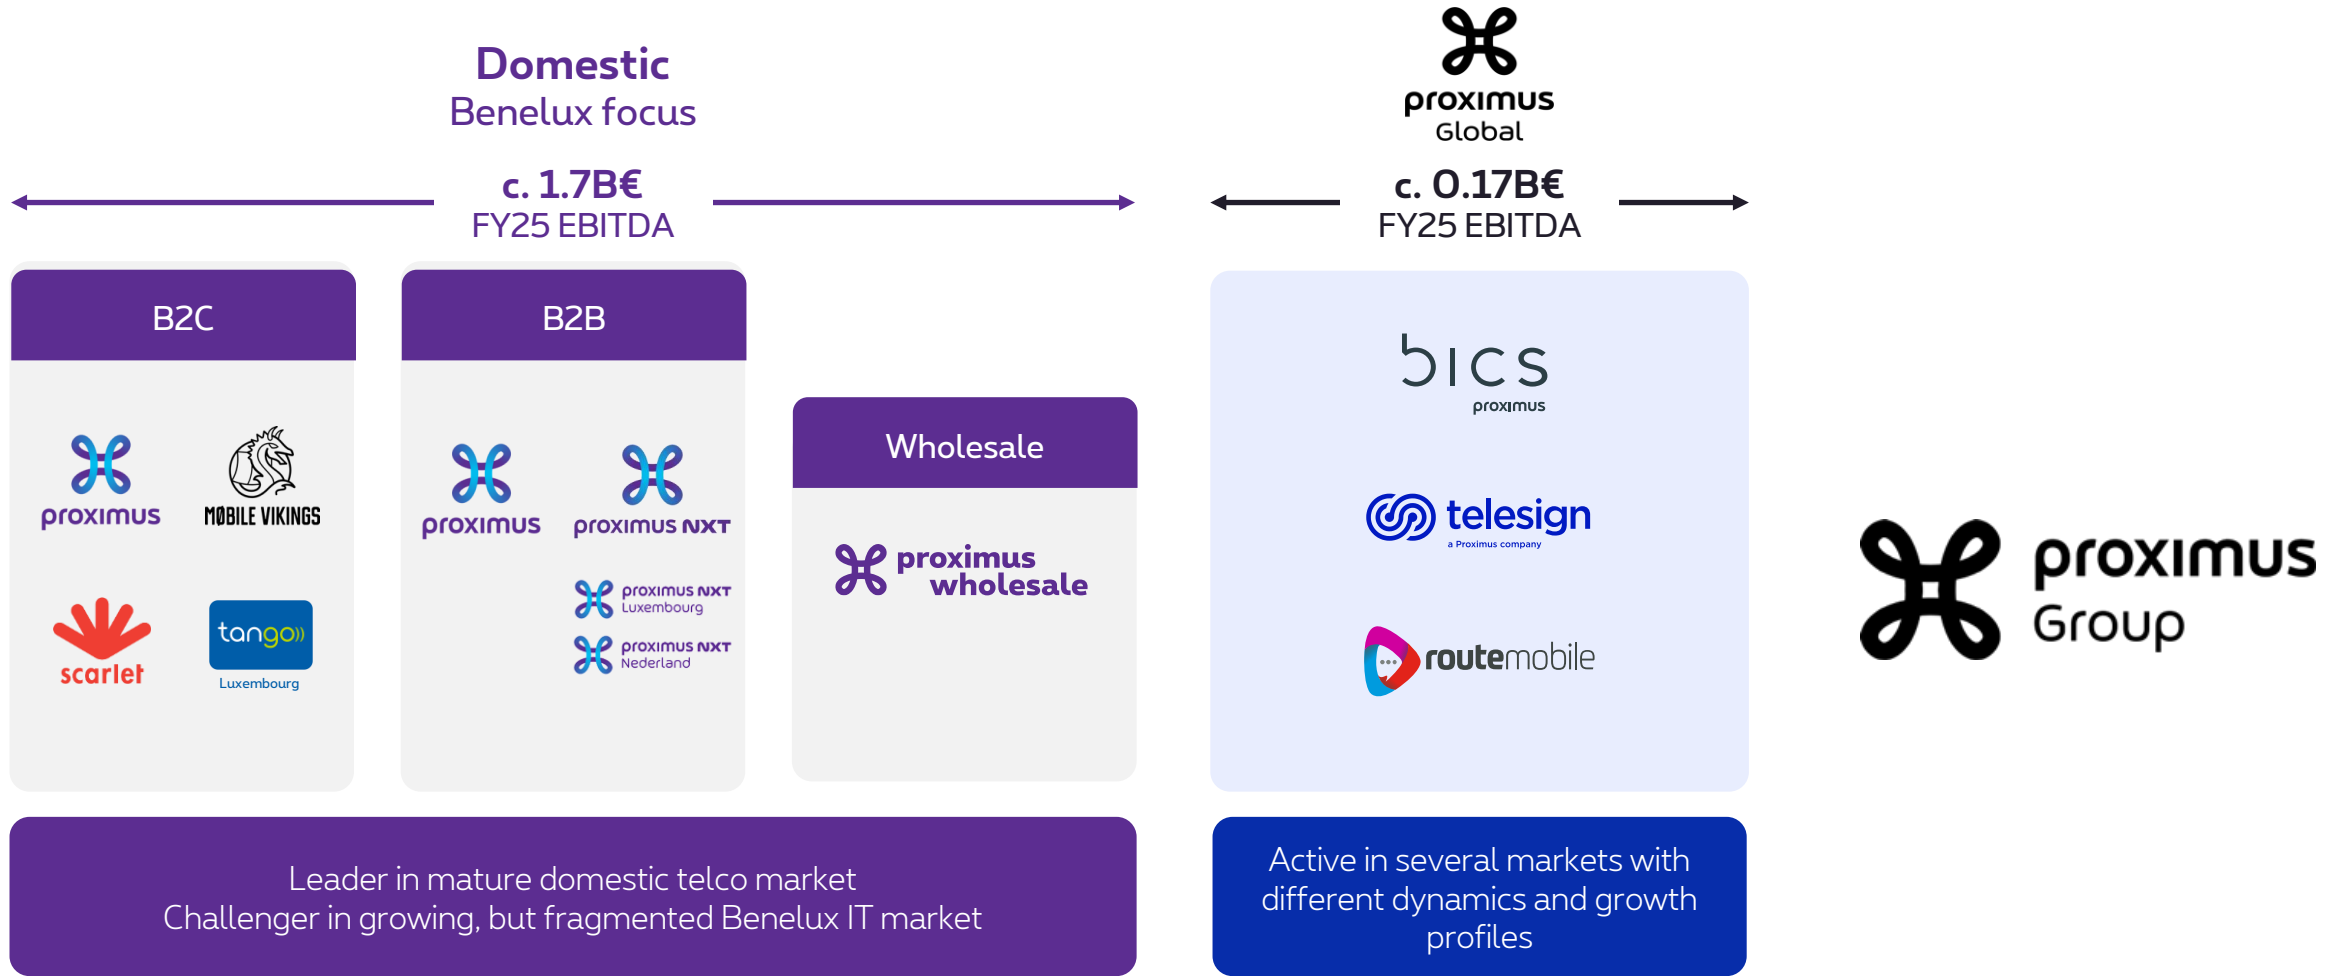 Domestic
Benelux focus
c. 1.7B€
FY25 EBITDA
proximus
Global
c. 0.17B€
FY25 EBITDA
B2C
proximus
MØBILE VIKINGS
scarlet
tango
Luxembourg
B2B
proximus
proximus NXT
proximus NXT
Luxembourg
proximus NXT
Nederland
Wholesale
proximus
wholesale
bics
proximus
telesign
a Proximus company
routemobile
proximus
Group
Leader in mature domestic telco market
Challenger in growing, but fragmented Benelux IT market
Active in several markets with
different dynamics and growth
profiles